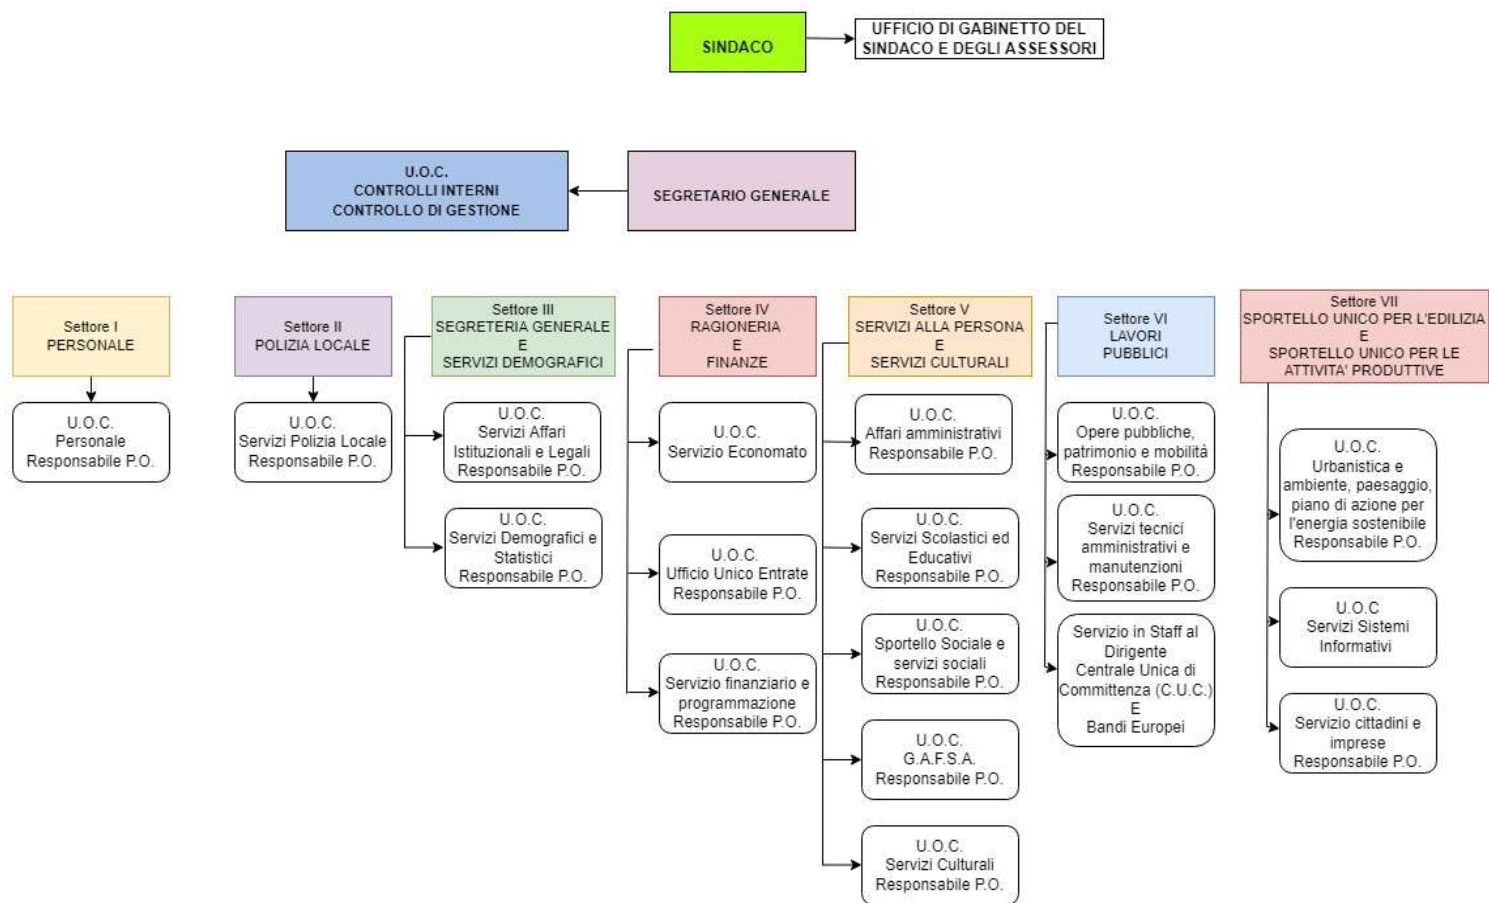 SINDACO
UFFICIO DI GABINETTO DEL
SINDACO E DEGLI ASSESSORI
U.O.C.
CONTROLLI INTERNI
CONTROLLO DI GESTIONE
SEGRETARIO GENERALE
Settore I
PERSONALE
U.O.C.
Personale
Responsabile P.O.
Settore II
POLIZIA LOCALE
U.O.C.
Servizi Polizia Locale
Responsabile P.O.
Settore III
SEGRETERIA GENERALE
E
SERVIZI DEMOGRAFICI
U.O.C.
Servizi Affari
Istituzionali e Legali
Responsabile P.O.
U.O.C.
Servizi Demografici e
Statistici
Responsabile P.O.
Settore IV
RAGIONERIA
E
FINANZE
U.O.C.
Servizio Economato
U.O.C.
Ufficio Unico Entrate
Responsabile P.O.
U.O.C.
Servizio finanziario e
programmazione
Responsabile P.O.
Settore V
SERVIZI ALLA PERSONA
E
SERVIZI CULTURALI
U.O.C.
Affari amministrativi
Responsabile P.O.
U.O.C.
Servizi Scolastici ed
Educativi
Responsabile P.O.
U.O.C.
Sportello Sociale e
servizi sociali
Responsabile P.O.
U.O.C.
G.A.F.S.A.
Responsabile P.O.
U.O.C.
Servizi Culturali
Responsabile P.O.
Settore VI
LAVORI
PUBBLICI
U.O.C.
Opere pubbliche,
patrimonio e mobilità
Responsabile P.O.
U.O.C.
Servizi tecnici
amministrativi e
manutenzioni
Responsabile P.O.
Servizio in Staff al
Dirigente
Centrale Unica di
Committenza (C.U.C.)
E
Bandi Europei
Settore VII
SPORTELLO UNICO PER L'EDILIZIA
E
SPORTELLO UNICO PER LE
ATTIVITA' PRODUTTIVE
U.O.C.
Urbanistica e
ambiente, paesaggio,
piano di azione per
l'energia sostenibile
Responsabile P.O.
U.O.C
Servizi Sistemi
Informativi
U.O.C.
Servizio cittadini e
imprese
Responsabile P.O.